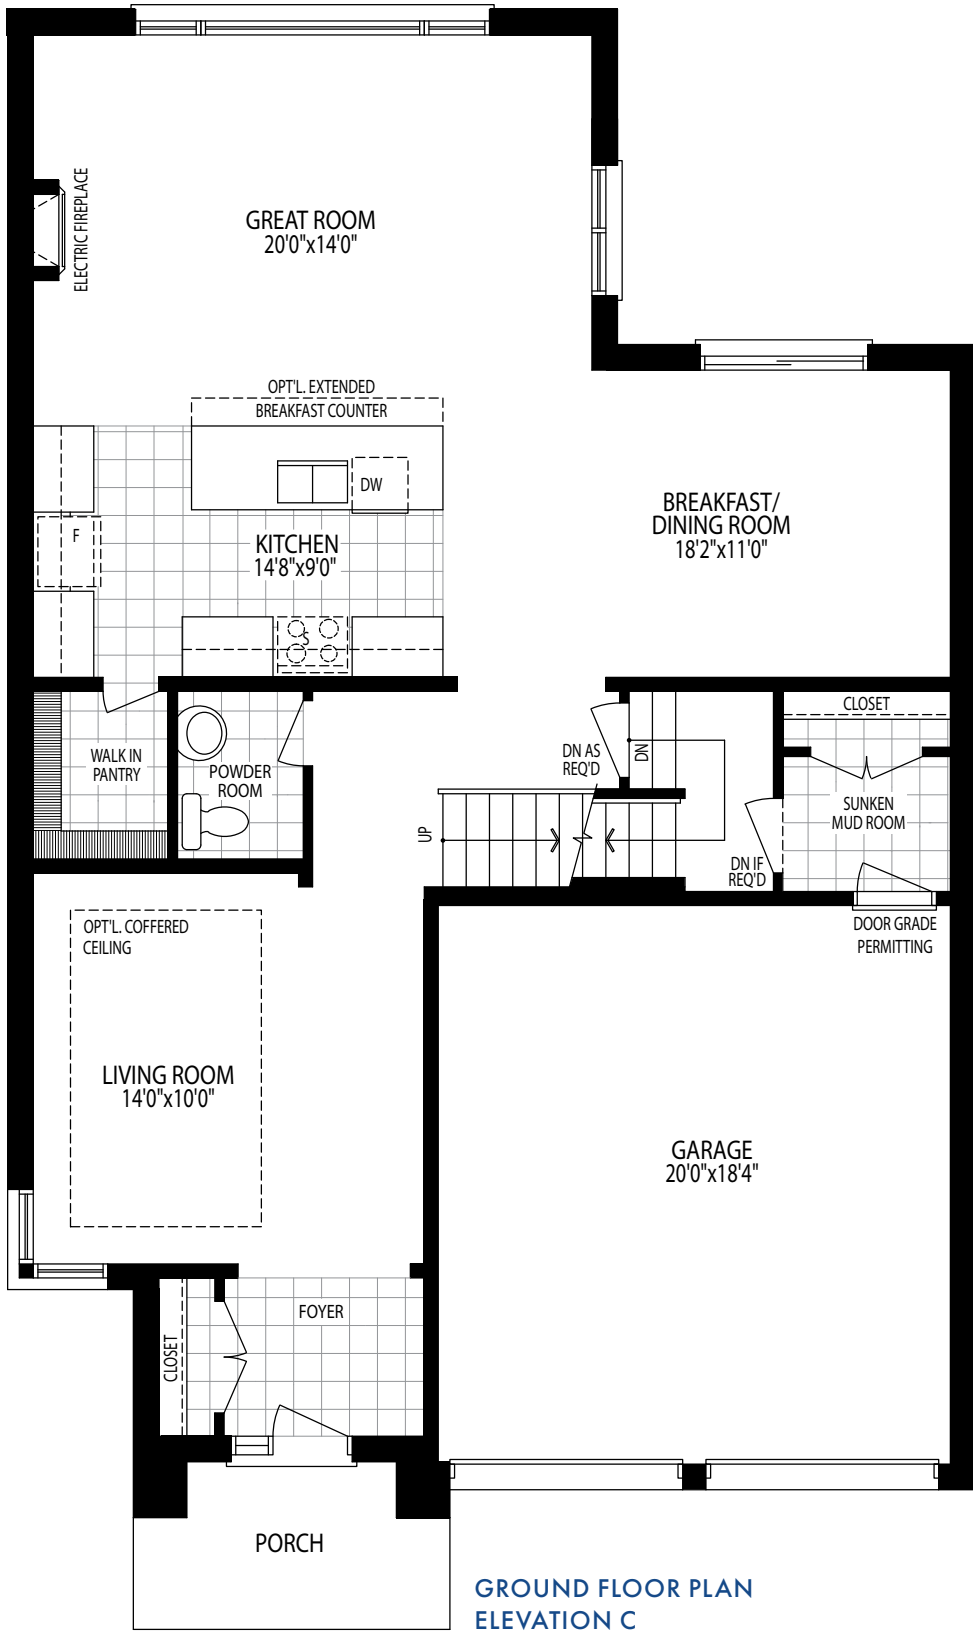 ELECTRIC FIREPLACE
GREAT ROOM
20'0"x14'0"
OPT'L. EXTENDED
BREAKFAST COUNTER
DW
F
KITCHEN
14'8"x9'0"
S
BREAKFAST/
DINING ROOM
18'2"x11'0"
WALK IN
PANTRY
POWDER
ROOM
DN AS
REQ'D
DN
UP
CLOSET
SUNKEN
MUD ROOM
DN IF
REQ'D
DOOR GRADE
PERMITTING
OPT'L. COFFERED
CEILING
LIVING ROOM
14'0"x10'0"
GARAGE
20'0"x18'4"
FOYER
CLOSET
PORCH
GROUND FLOOR PLAN
ELEVATION C